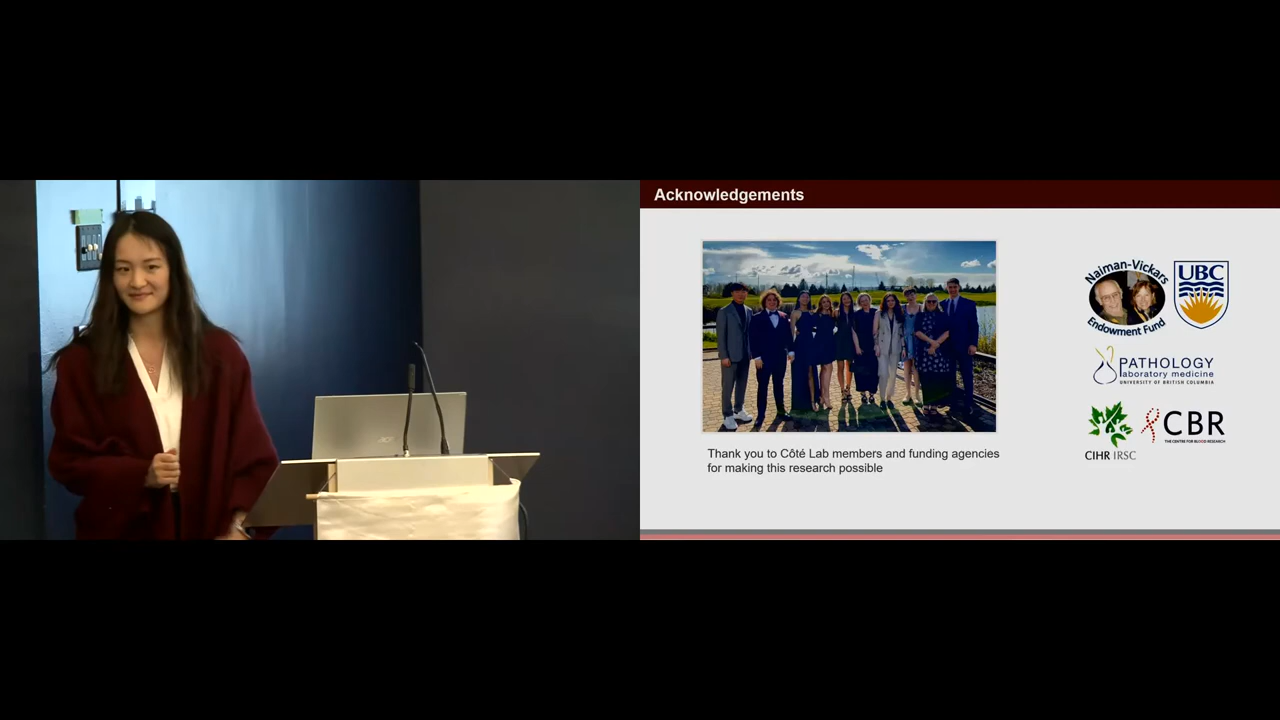 Acknowledgements
Naiman-Vickars
Endowment Fund
UBC
PATHOLOGY
laboratory medicine
UNIVERSITY OF BRITISH COLUMBIA
CIHR IRSC
CBR
THE CENTRE FOR BLOOD RESEARCH
Thank you to Côté Lab members and funding agencies
for making this research possible
acer